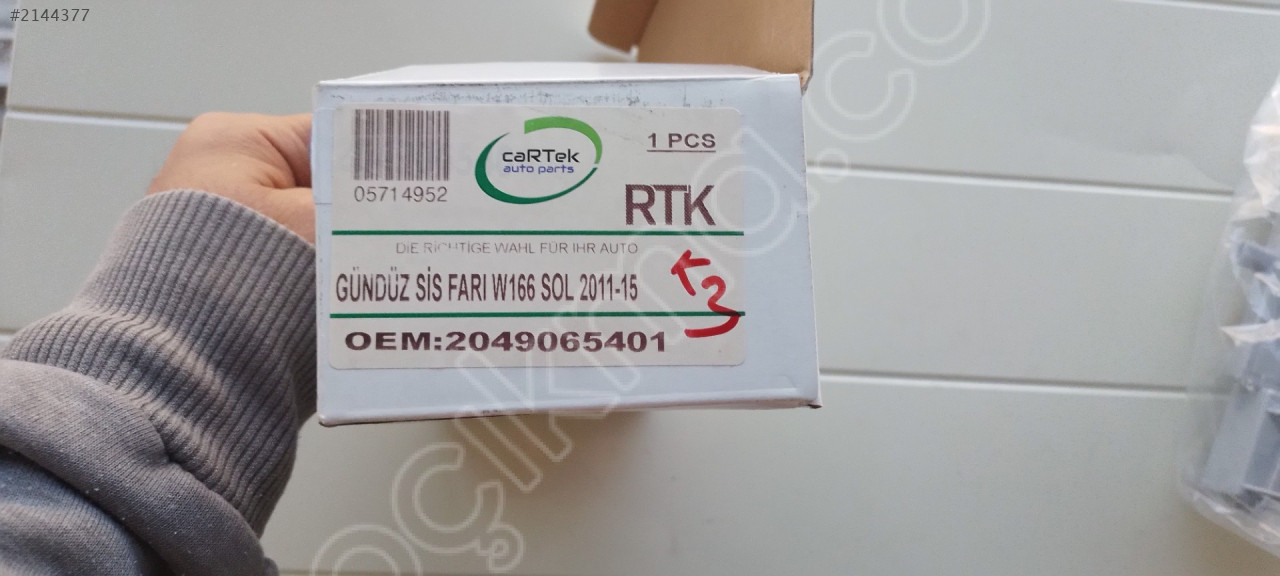 #2144377
caRTek
auto parts
1 PCS
05714952
RTK
DIE RICHTIGE WAHL FÜR IHR AUTO
GÜNDÜZ SİS FARI W166 SOL 2011-15
K3
OEM:2049065401